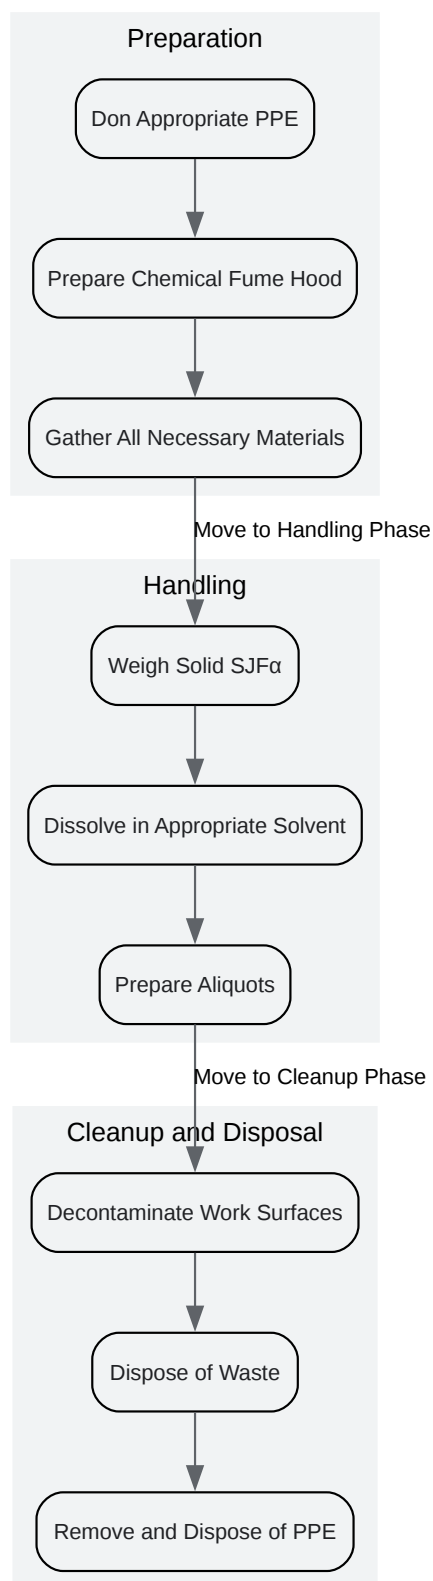 Preparation
Don Appropriate PPE
Prepare Chemical Fume Hood
Gather All Necessary Materials
Move to Handling Phase
Handling
Weigh Solid SJFα
Dissolve in Appropriate Solvent
Prepare Aliquots
Move to Cleanup Phase
Cleanup and Disposal
Decontaminate Work Surfaces
Dispose of Waste
Remove and Dispose of PPE